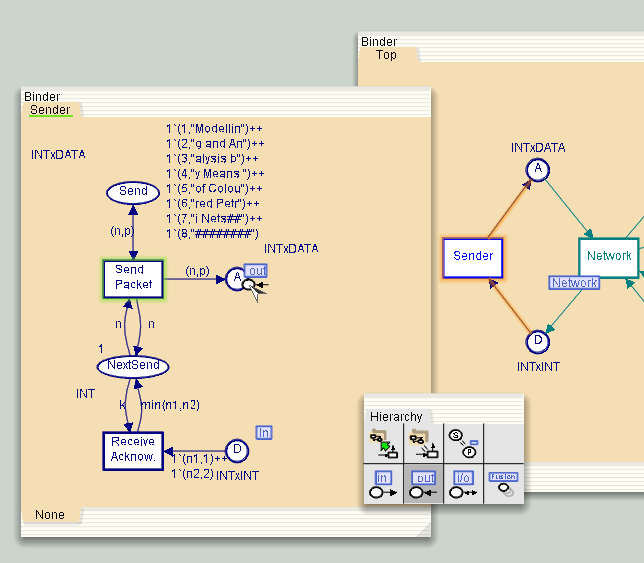 Binder
Sender
INTxDATA
1`(1,"Modellin")++
1`(2,"g and An")++
1`(3,"alysis b")++
1`(4,"y Means ")++
1`(5,"of Colou")++
1`(6,"red Petr")++
1`(7,"i Nets##")++
1`(8,"########")
Send
(n,p)
INTxDATA
Send
Packet
(n,p)
A
out
n
n
1
NextSend
INT
k
min(n1,n2)
In
Receive
Acknow.
D
1`(n1,1)++
1`(n2,2)
INTxINT
None
Binder
Top
INTxDATA
A
Sender
Network
Network
D
INTxINT
Hierarchy
S
P
in
out
i/o
Fusion